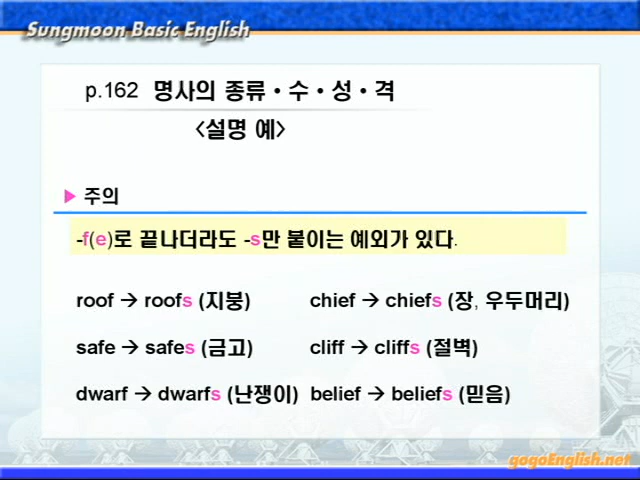 Sungmoon Basic English
p.162 명사의 종류 • 수 • 성 • 격
<설명 예>
▶ 주의
-f(e)로 끝나더라도 -s만 붙이는 예외가 있다.
roof → roofs (지붕) chief → chiefs (장, 우두머리)
safe → safes (금고) cliff → cliffs (절벽)
dwarf → dwarfs (난쟁이) belief → beliefs (믿음)
gogoEnglish.net